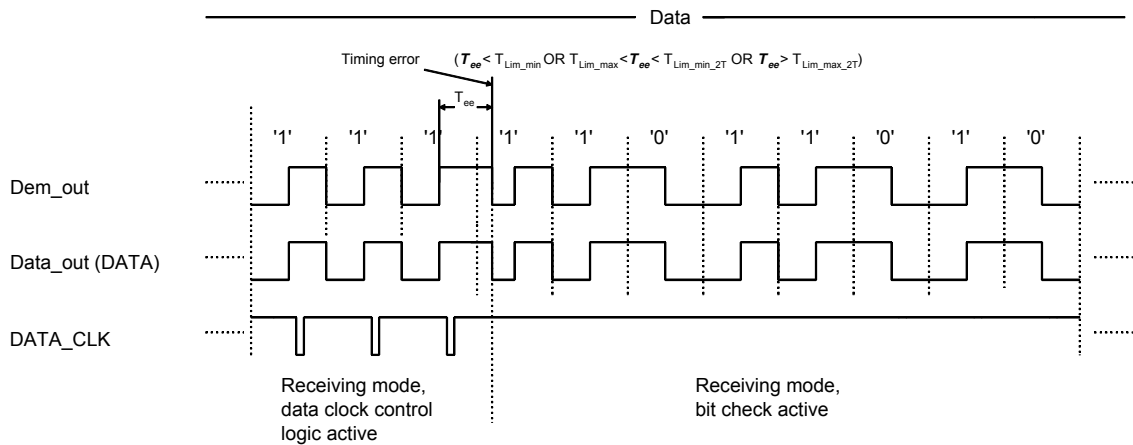 Data
Timing error (Tee < TLim_min OR TLim_max < Tee < TLim_min_2T OR Tee > TLim_max_2T)
Tee
'1' '1' '1' '1' '1' '0' '1' '1' '0' '1' '0'
Dem_out
Data_out (DATA)
DATA_CLK
Receiving mode,
data clock control
logic active
Receiving mode,
bit check active